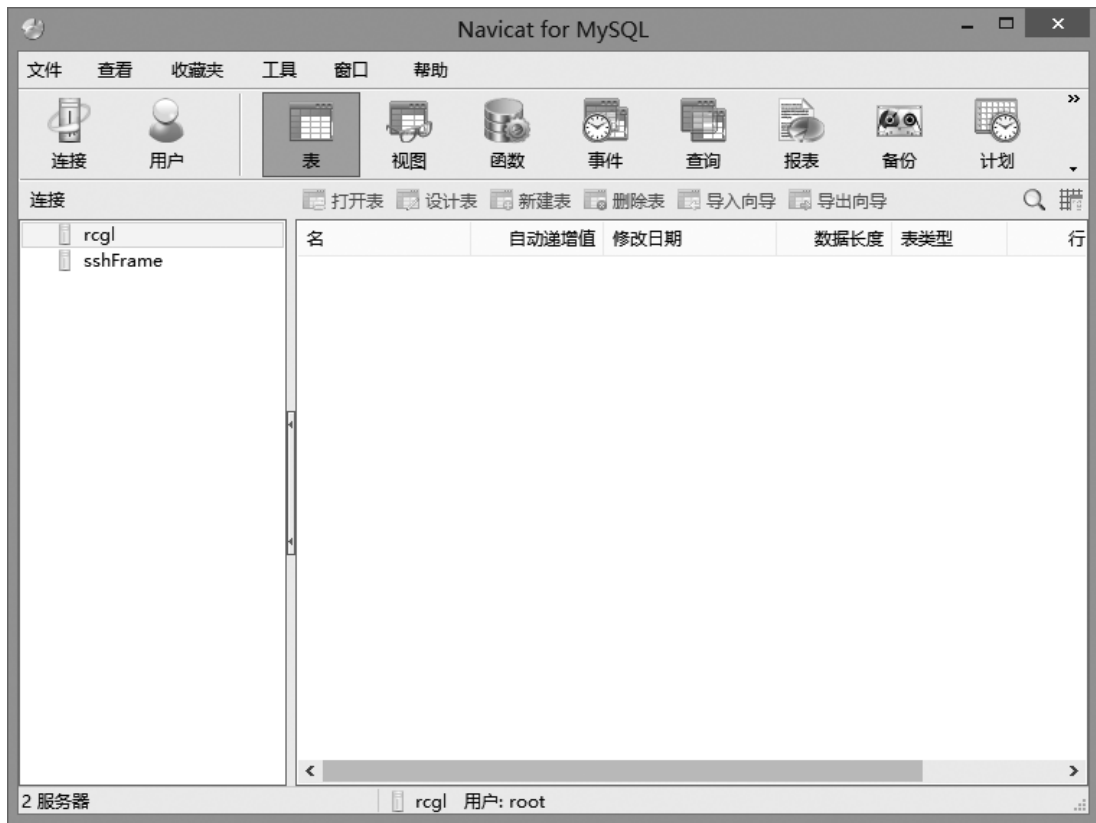 Navicat for MySQL
文件 查看 收藏夹 工具 窗口 帮助
连接 用户 表 视图 函数 事件 查询 报表 备份 计划
连接 打开表 设计表 新建表 删除表 导入向导 导出向导
rcgl 名 自动递增值 修改日期 数据长度 表类型 行
sshFrame
2 服务器 rcgl 用户: root